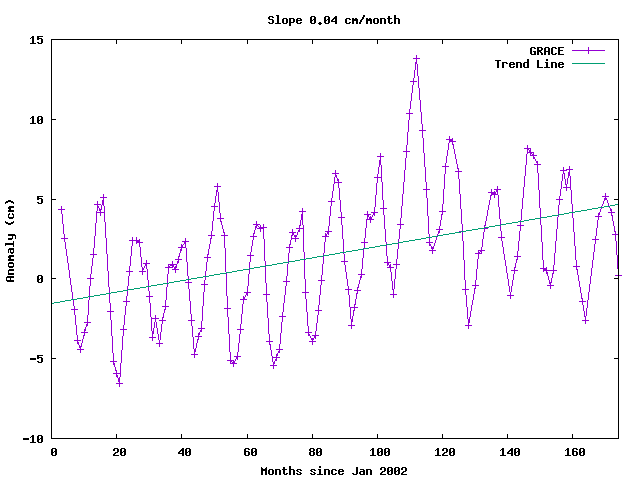 Slope 0.04 cm/month
GRACE
Trend Line
15
10
5
0
-5
-10
Anomaly (cm)
0 20 40 60 80 100 120 140 160
Months since Jan 2002